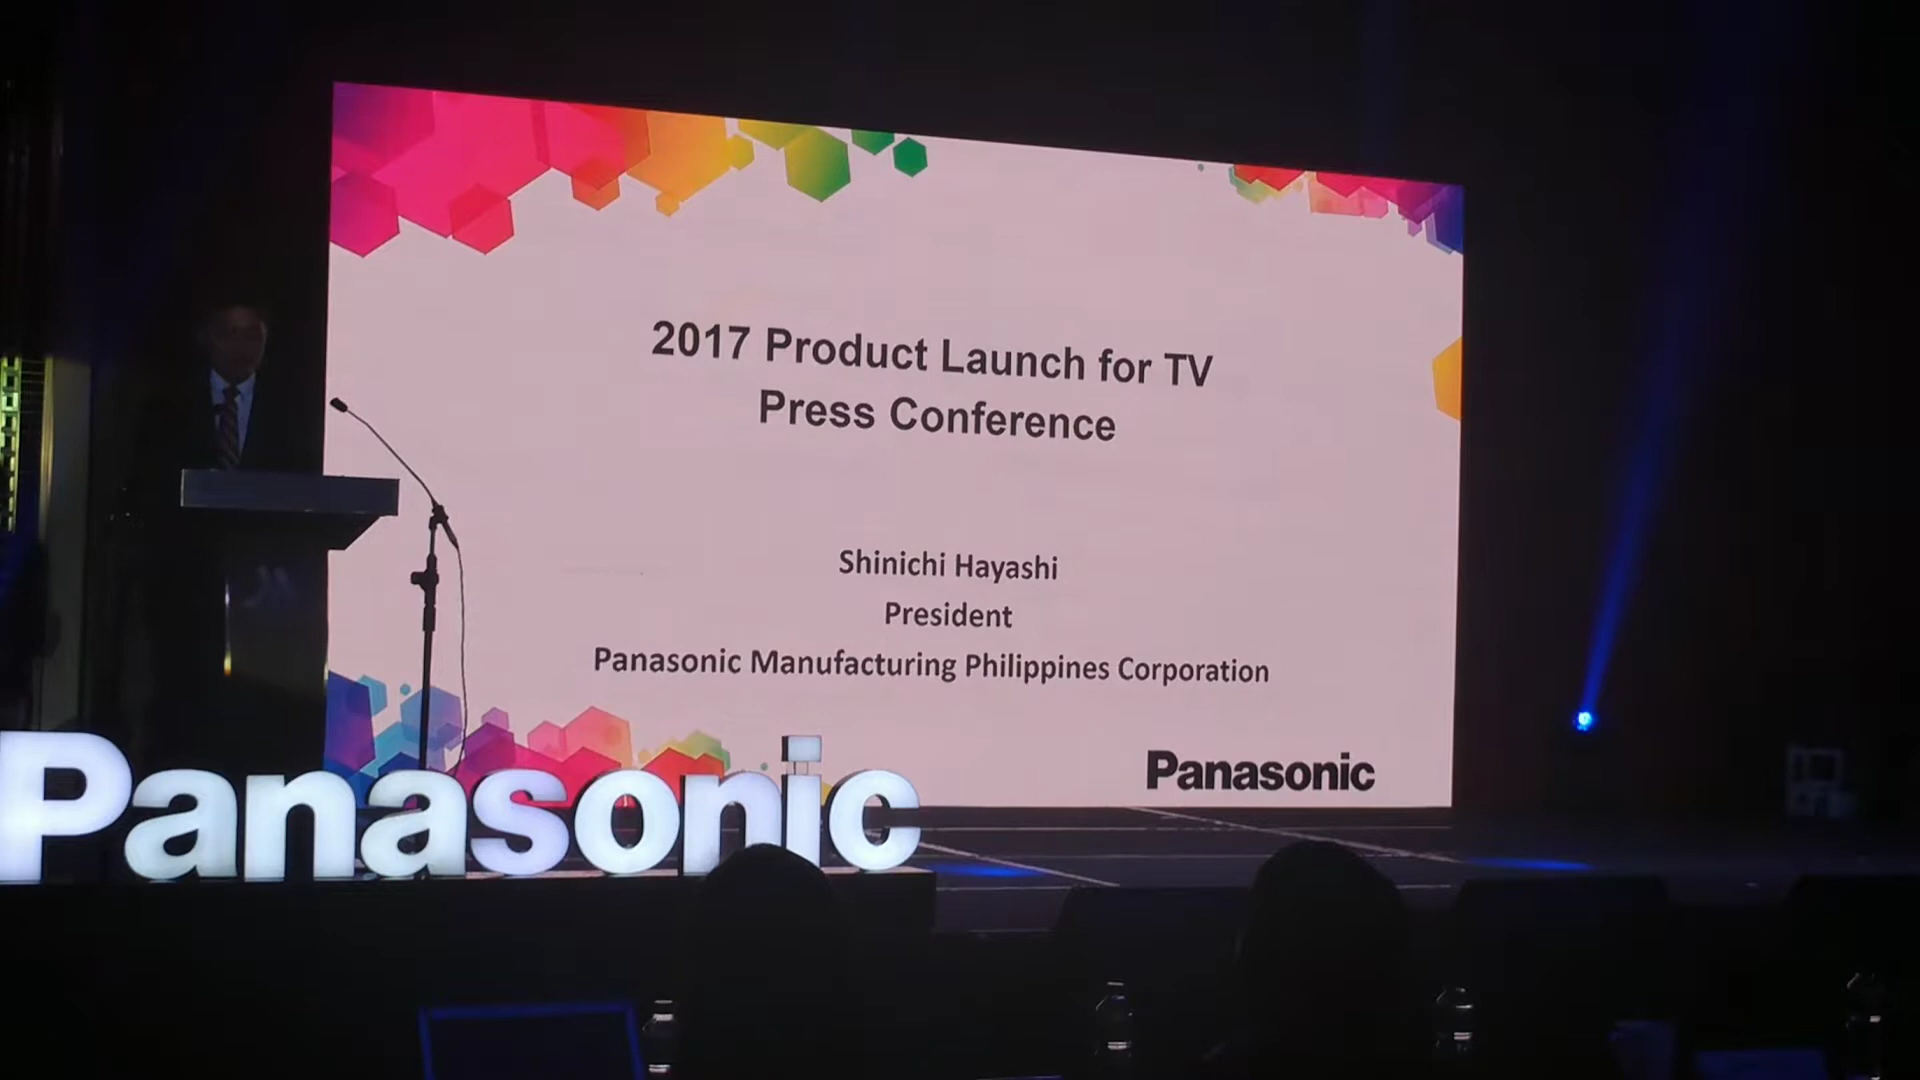 2017 Product Launch for TV
Press Conference
Shinichi Hayashi
President
Panasonic Manufacturing Philippines Corporation
Panasonic
Panasonic